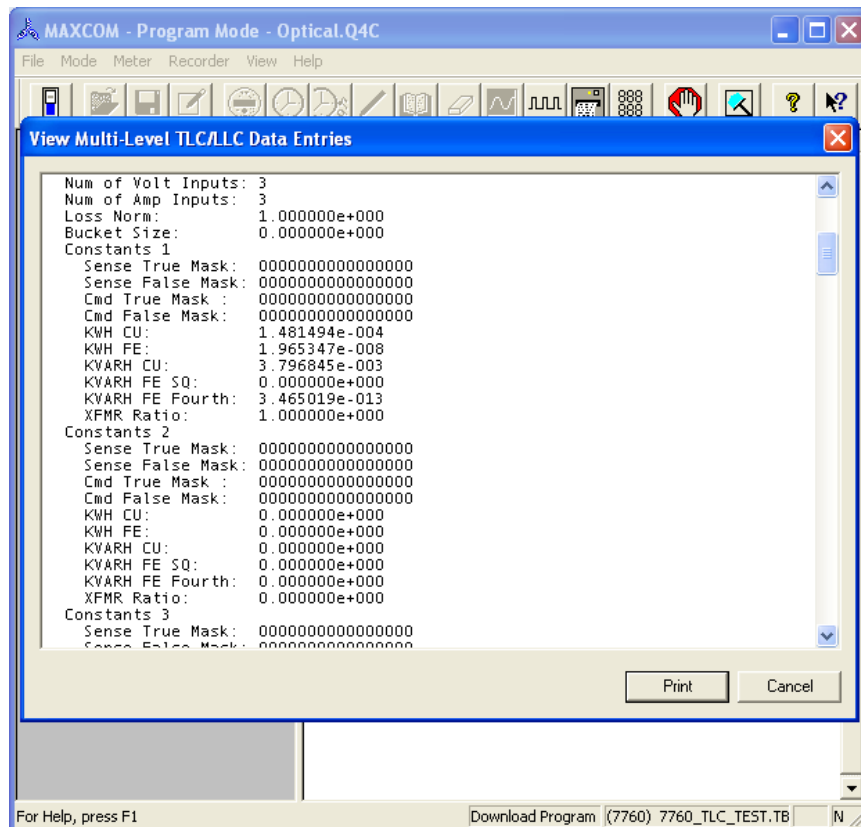 MAXCOM - Program Mode - Optical.Q4C
File Mode Meter Recorder View Help
View Multi-Level TLC/LLC Data Entries
Num of Volt Inputs: 3
Num of Amp Inputs: 3
Loss Norm: 1.000000e+000
Bucket Size: 0.000000e+000
Constants 1
Sense True Mask: 0000000000000000
Sense False Mask: 0000000000000000
Cmd True Mask : 0000000000000000
Cmd False Mask: 0000000000000000
KWH CU: 1.481494e-004
KWH FE: 1.965347e-008
KVARH CU: 3.796845e-003
KVARH FE SQ: 0.000000e+000
KVARH FE Fourth: 3.465019e-013
XFMR Ratio: 1.000000e+000
Constants 2
Sense True Mask: 0000000000000000
Sense False Mask: 0000000000000000
Cmd True Mask : 0000000000000000
Cmd False Mask: 0000000000000000
KWH CU: 0.000000e+000
KWH FE: 0.000000e+000
KVARH CU: 0.000000e+000
KVARH FE SQ: 0.000000e+000
KVARH FE Fourth: 0.000000e+000
XFMR Ratio: 0.000000e+000
Constants 3
Sense True Mask: 0000000000000000
Sense False Mask: 0000000000000000
Print Cancel
For Help, press F1 Download Program (7760) 7760_TLC_TEST.TB N